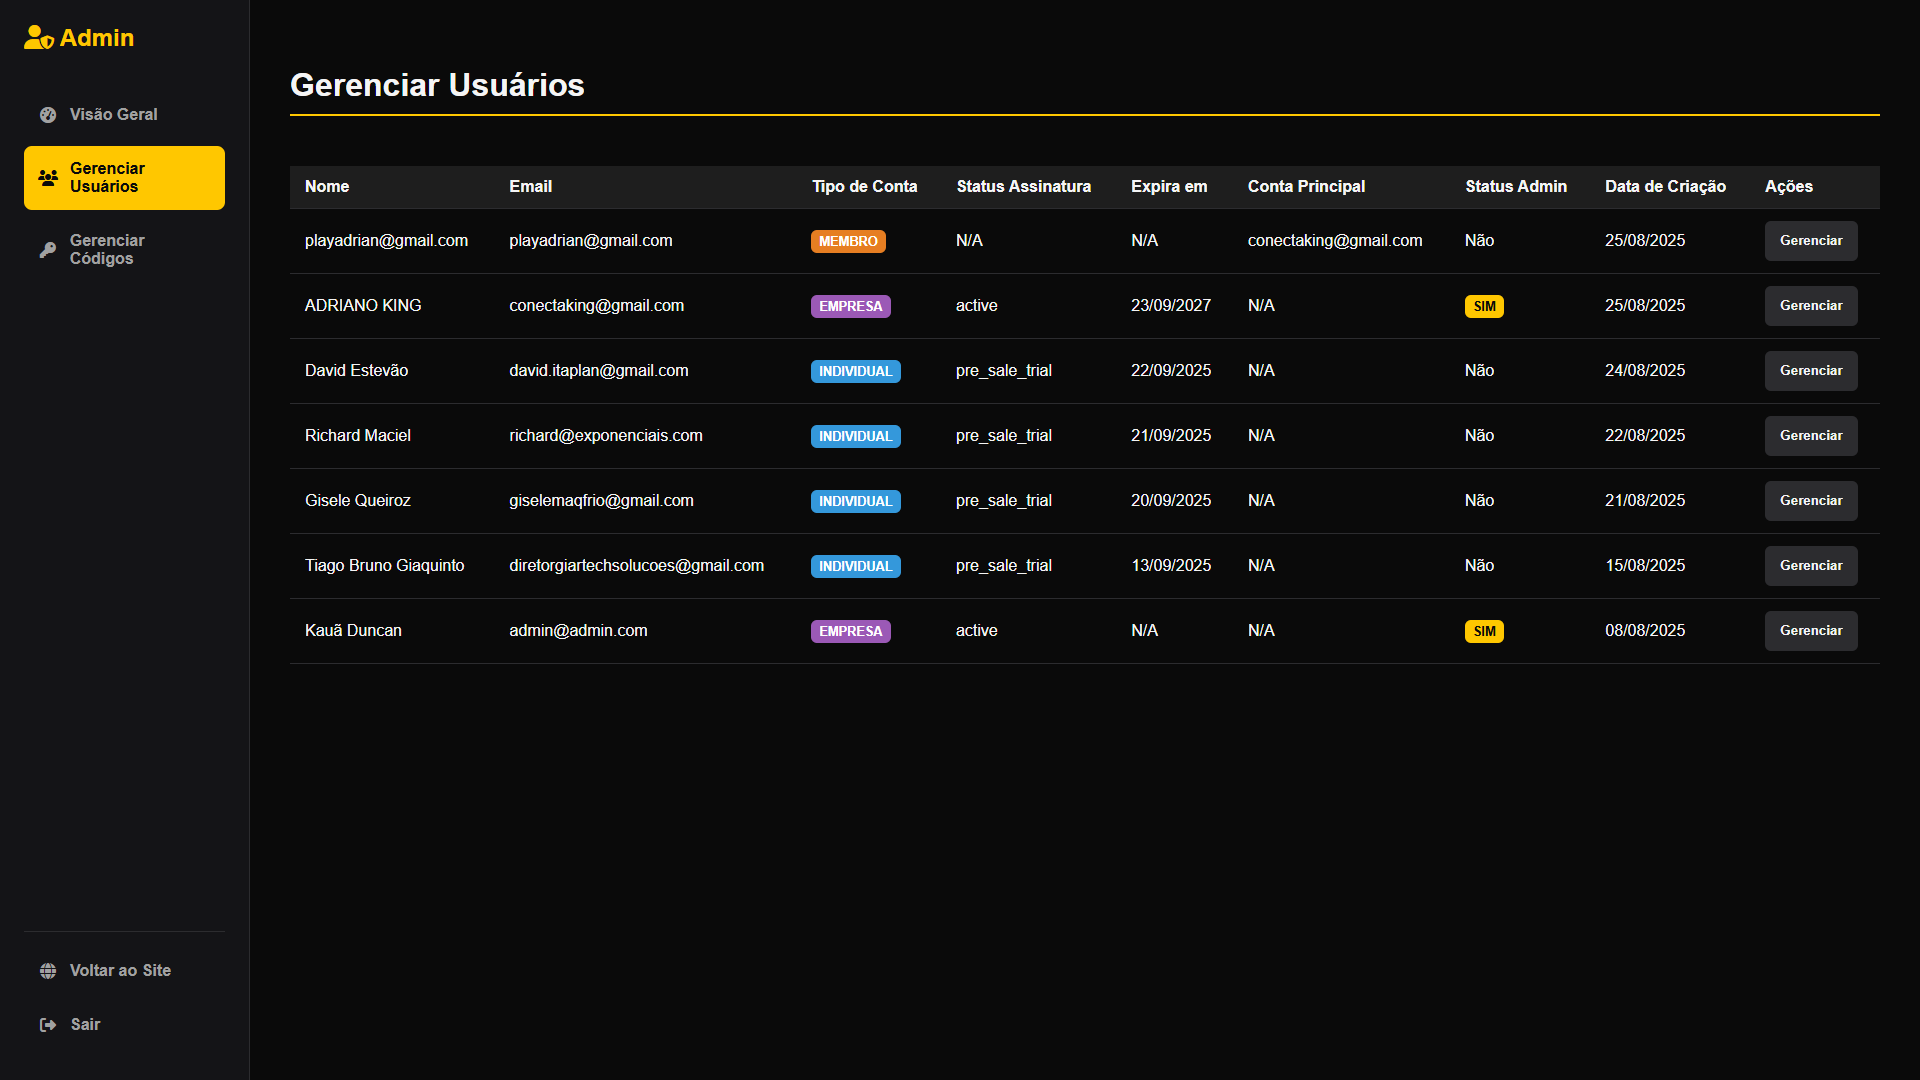 Admin
Visão Geral
Gerenciar
Usuários
Gerenciar
Códigos
Voltar ao Site
Sair
Gerenciar Usuários
Nome Email Tipo de Conta Status Assinatura Expira em Conta Principal Status Admin Data de Criação Ações
playadrian@gmail.com playadrian@gmail.com MEMBRO N/A N/A conectaking@gmail.com Não 25/08/2025 Gerenciar
ADRIANO KING conectaking@gmail.com EMPRESA active 23/09/2027 N/A SIM 25/08/2025 Gerenciar
David Estevão david.itaplan@gmail.com INDIVIDUAL pre_sale_trial 22/09/2025 N/A Não 24/08/2025 Gerenciar
Richard Maciel richard@exponenciais.com INDIVIDUAL pre_sale_trial 21/09/2025 N/A Não 22/08/2025 Gerenciar
Gisele Queiroz giselemaqfrio@gmail.com INDIVIDUAL pre_sale_trial 20/09/2025 N/A Não 21/08/2025 Gerenciar
Tiago Bruno Giaquinto diretorgiartechsolucoes@gmail.com INDIVIDUAL pre_sale_trial 13/09/2025 N/A Não 15/08/2025 Gerenciar
Kauã Duncan admin@admin.com EMPRESA active N/A N/A SIM 08/08/2025 Gerenciar